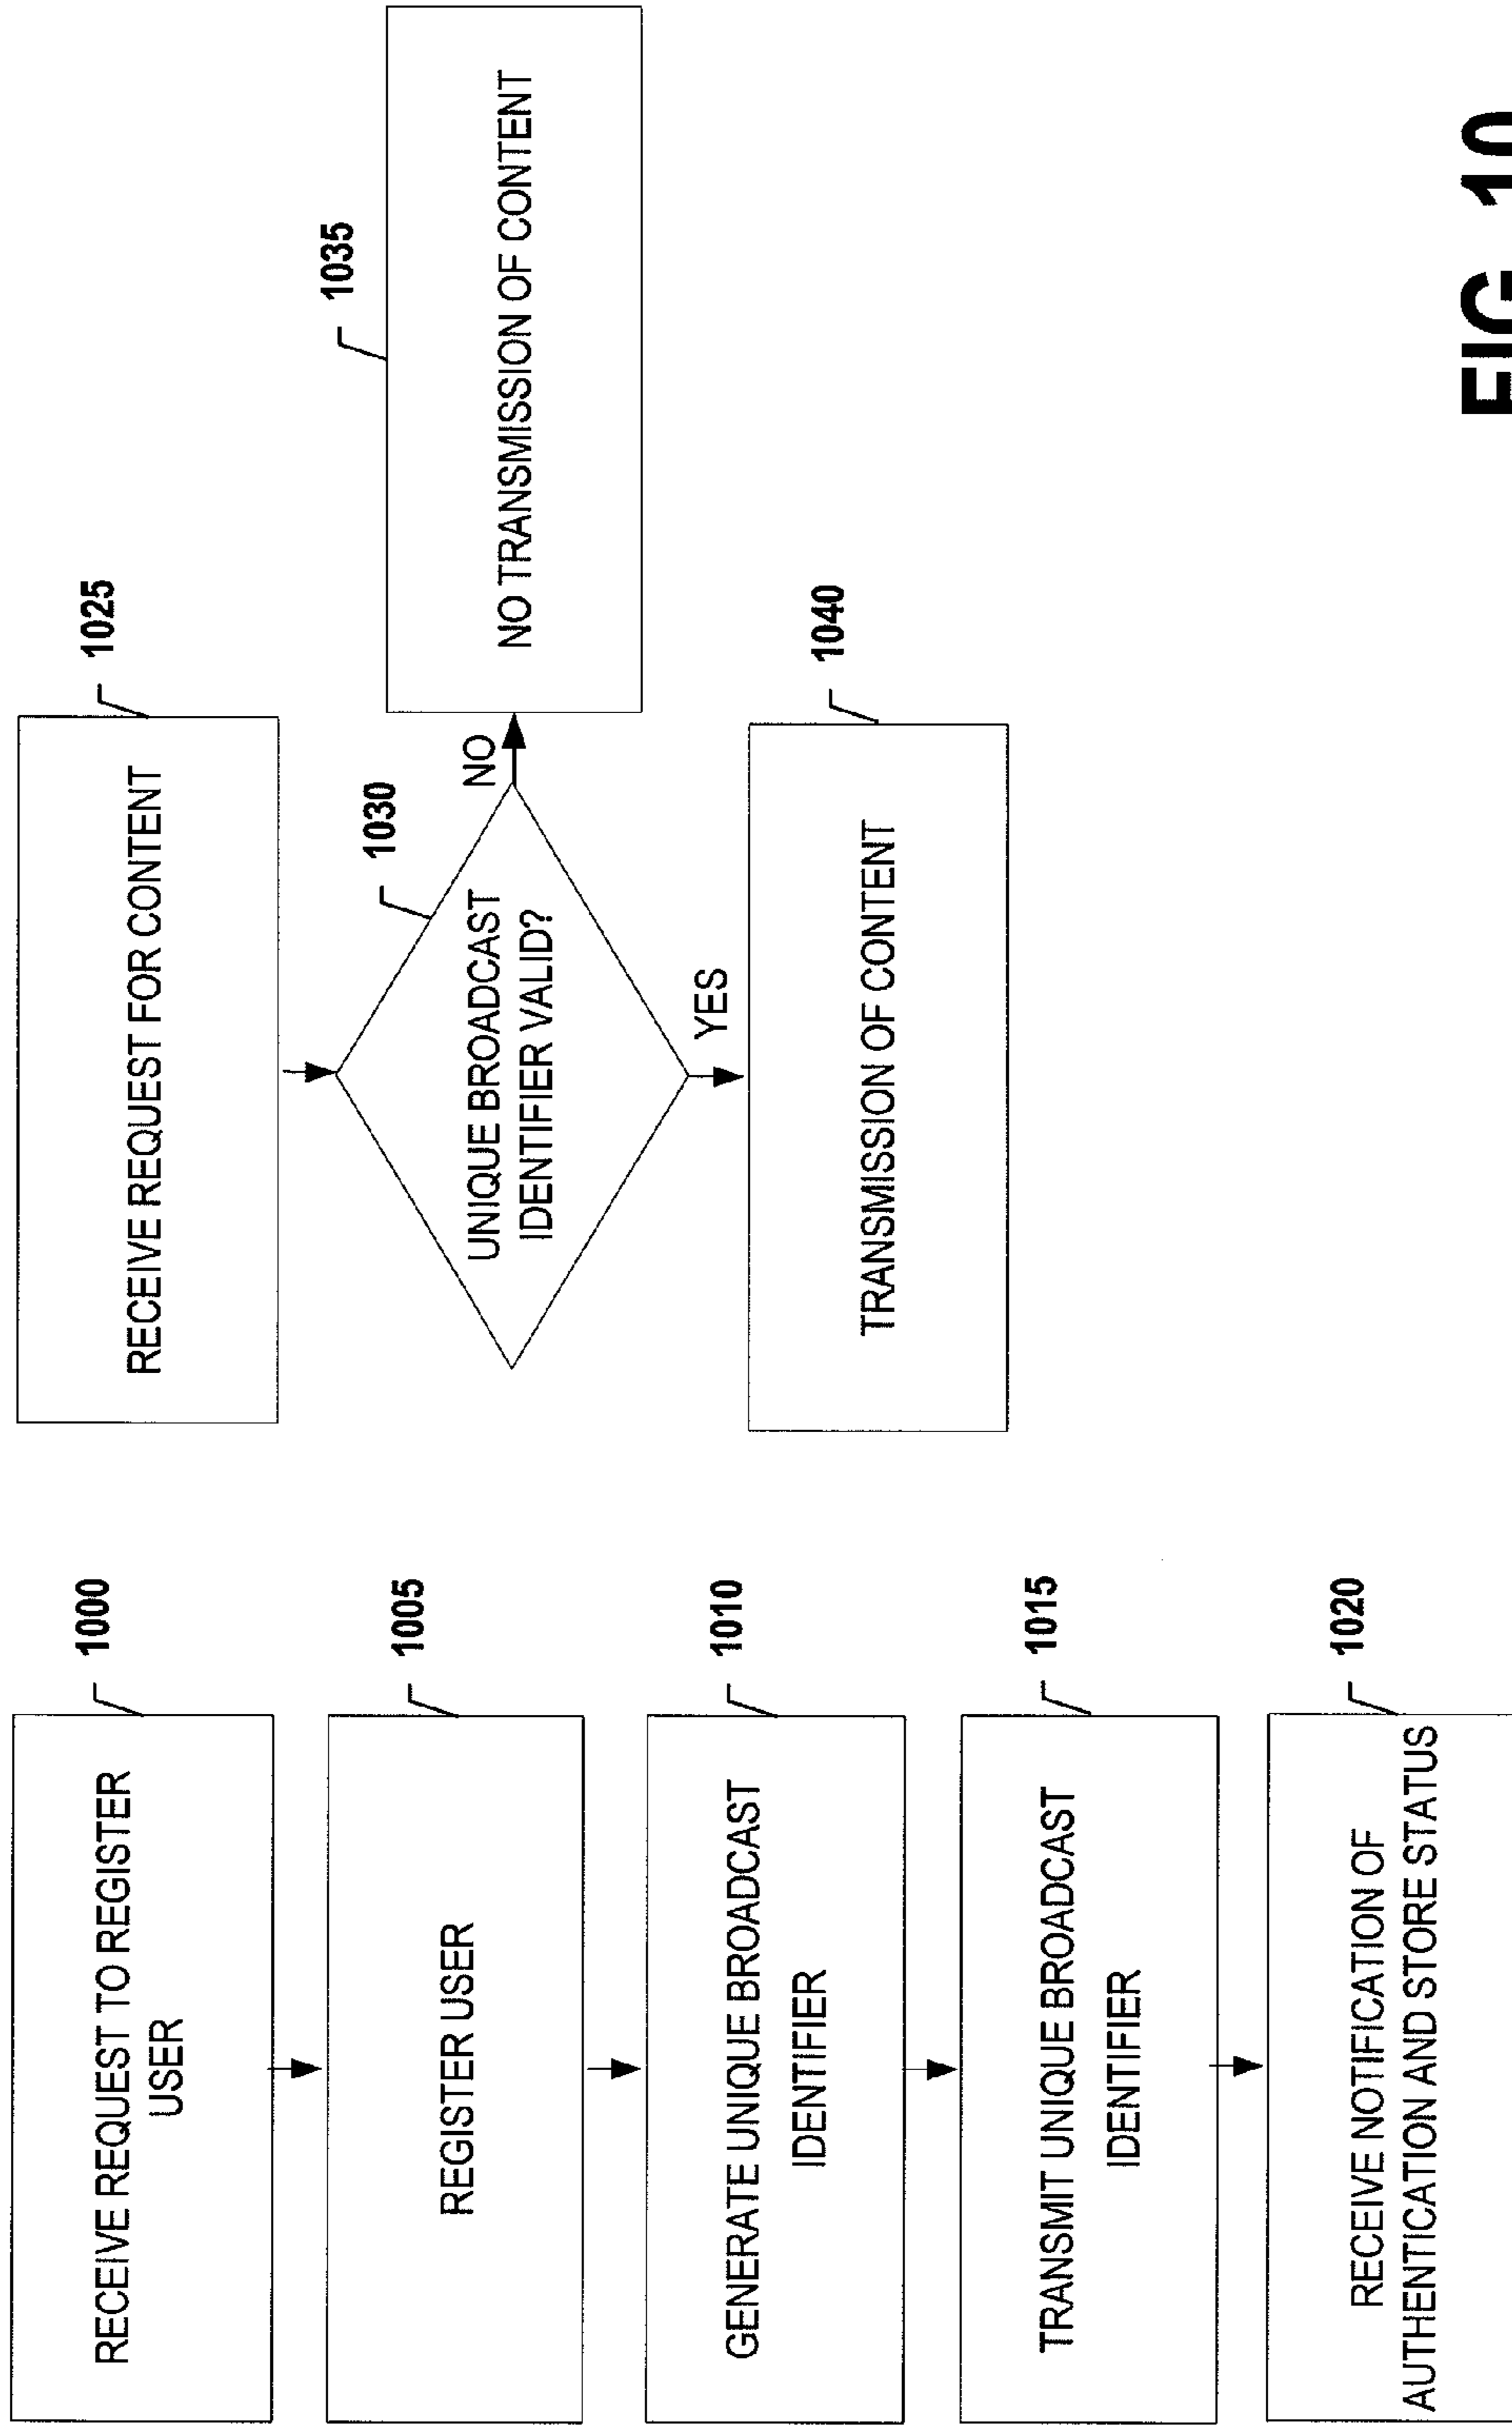 1000
RECEIVE REQUEST TO REGISTER
USER
1005
REGISTER USER
1010
GENERATE UNIQUE BROADCAST
IDENTIFIER
1015
TRANSMIT UNIQUE BROADCAST
IDENTIFIER
1020
RECEIVE NOTIFICATION OF
AUTHENTICATION AND STORE STATUS
1025
RECEIVE REQUEST FOR CONTENT
1030
UNIQUE BROADCAST
IDENTIFIER VALID?
NO
1035
NO TRANSMISSION OF CONTENT
YES
1040
TRANSMISSION OF CONTENT
FIG. 10